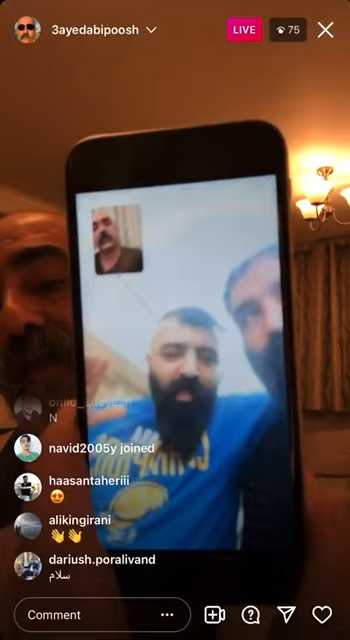 3ayedabipoosh
LIVE
75
N
navid2005y joined
haasantaheriii
😍
alikingirani
👋👋
dariush.poralivand
سلام
Comment